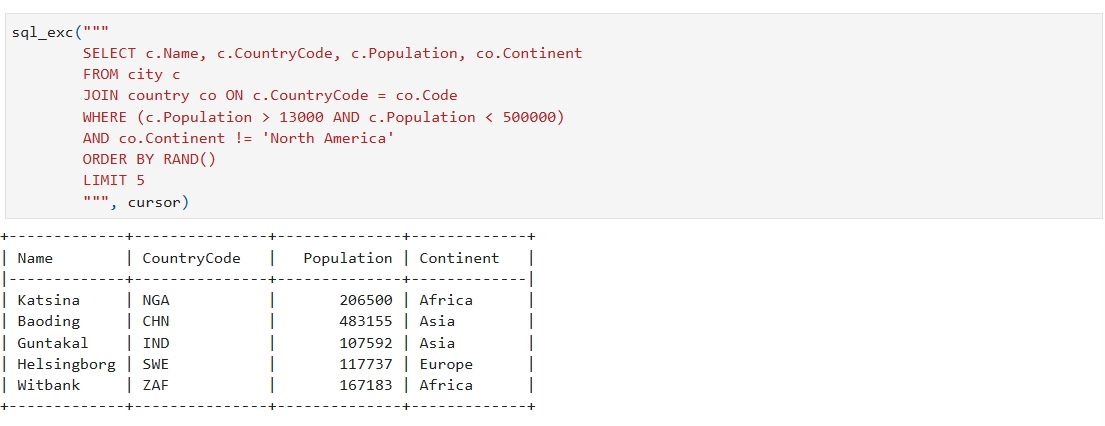 sql_exc("""
SELECT c.Name, c.CountryCode, c.Population, co.Continent
FROM city c
JOIN country co ON c.CountryCode = co.Code
WHERE (c.Population > 13000 AND c.Population < 500000)
AND co.Continent != 'North America'
ORDER BY RAND()
LIMIT 5
""", cursor)
+-------------+---------------+--------------+-------------+
| Name        | CountryCode   |   Population | Continent   |
|-------------+---------------+--------------+-------------|
| Katsina     | NGA           |       206500 | Africa      |
| Baoding     | CHN           |       483155 | Asia        |
| Guntakal    | IND           |       107592 | Asia        |
| Helsingborg | SWE           |       117737 | Europe      |
| Witbank     | ZAF           |       167183 | Africa      |
+-------------+---------------+--------------+-------------+